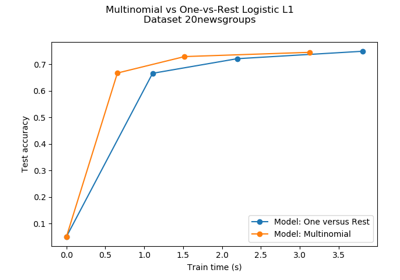 Multinomial vs One-vs-Rest Logistic L1
Dataset 20newsgroups
Test accuracy
0.7
0.6
0.5
0.4
0.3
0.2
0.1
Model: One versus Rest
Model: Multinomial
0.0 0.5 1.0 1.5 2.0 2.5 3.0 3.5
Train time (s)